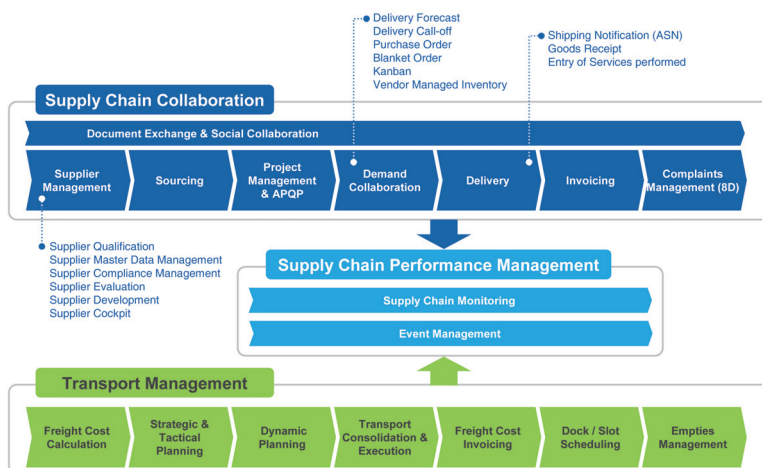 Delivery Forecast
Delivery Call-off
Purchase Order
Blanket Order
Kanban
Vendor Managed Inventory
Shipping Notification (ASN)
Goods Receipt
Entry of Services performed
Supply Chain Collaboration
Document Exchange & Social Collaboration
Supplier
Management
Sourcing
Project
Management
& APQP
Demand
Collaboration
Delivery
Invoicing
Complaints
Management (8D)
Supplier Qualification
Supplier Master Data Management
Supplier Compliance Management
Supplier Evaluation
Supplier Development
Supplier Cockpit
Supply Chain Performance Management
Supply Chain Monitoring
Event Management
Transport Management
Freight Cost
Calculation
Strategic &
Tactical
Planning
Dynamic
Planning
Transport
Consolidation &
Execution
Freight Cost
Invoicing
Dock / Slot
Scheduling
Empties
Management